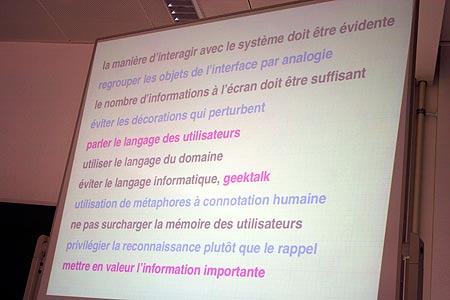 la manière d'interagir avec le système doit être évidente
regrouper les objets de l'interface par analogie
le nombre d'informations à l'écran doit être suffisant
éviter les décorations qui perturbent
parler le langage des utilisateurs
utiliser le langage du domaine
éviter le langage informatique, geektalk
utilisation de métaphores à connotation humaine
ne pas surcharger la mémoire des utilisateurs
privilégier la reconnaissance plutôt que le rappel
mettre en valeur l'information importante